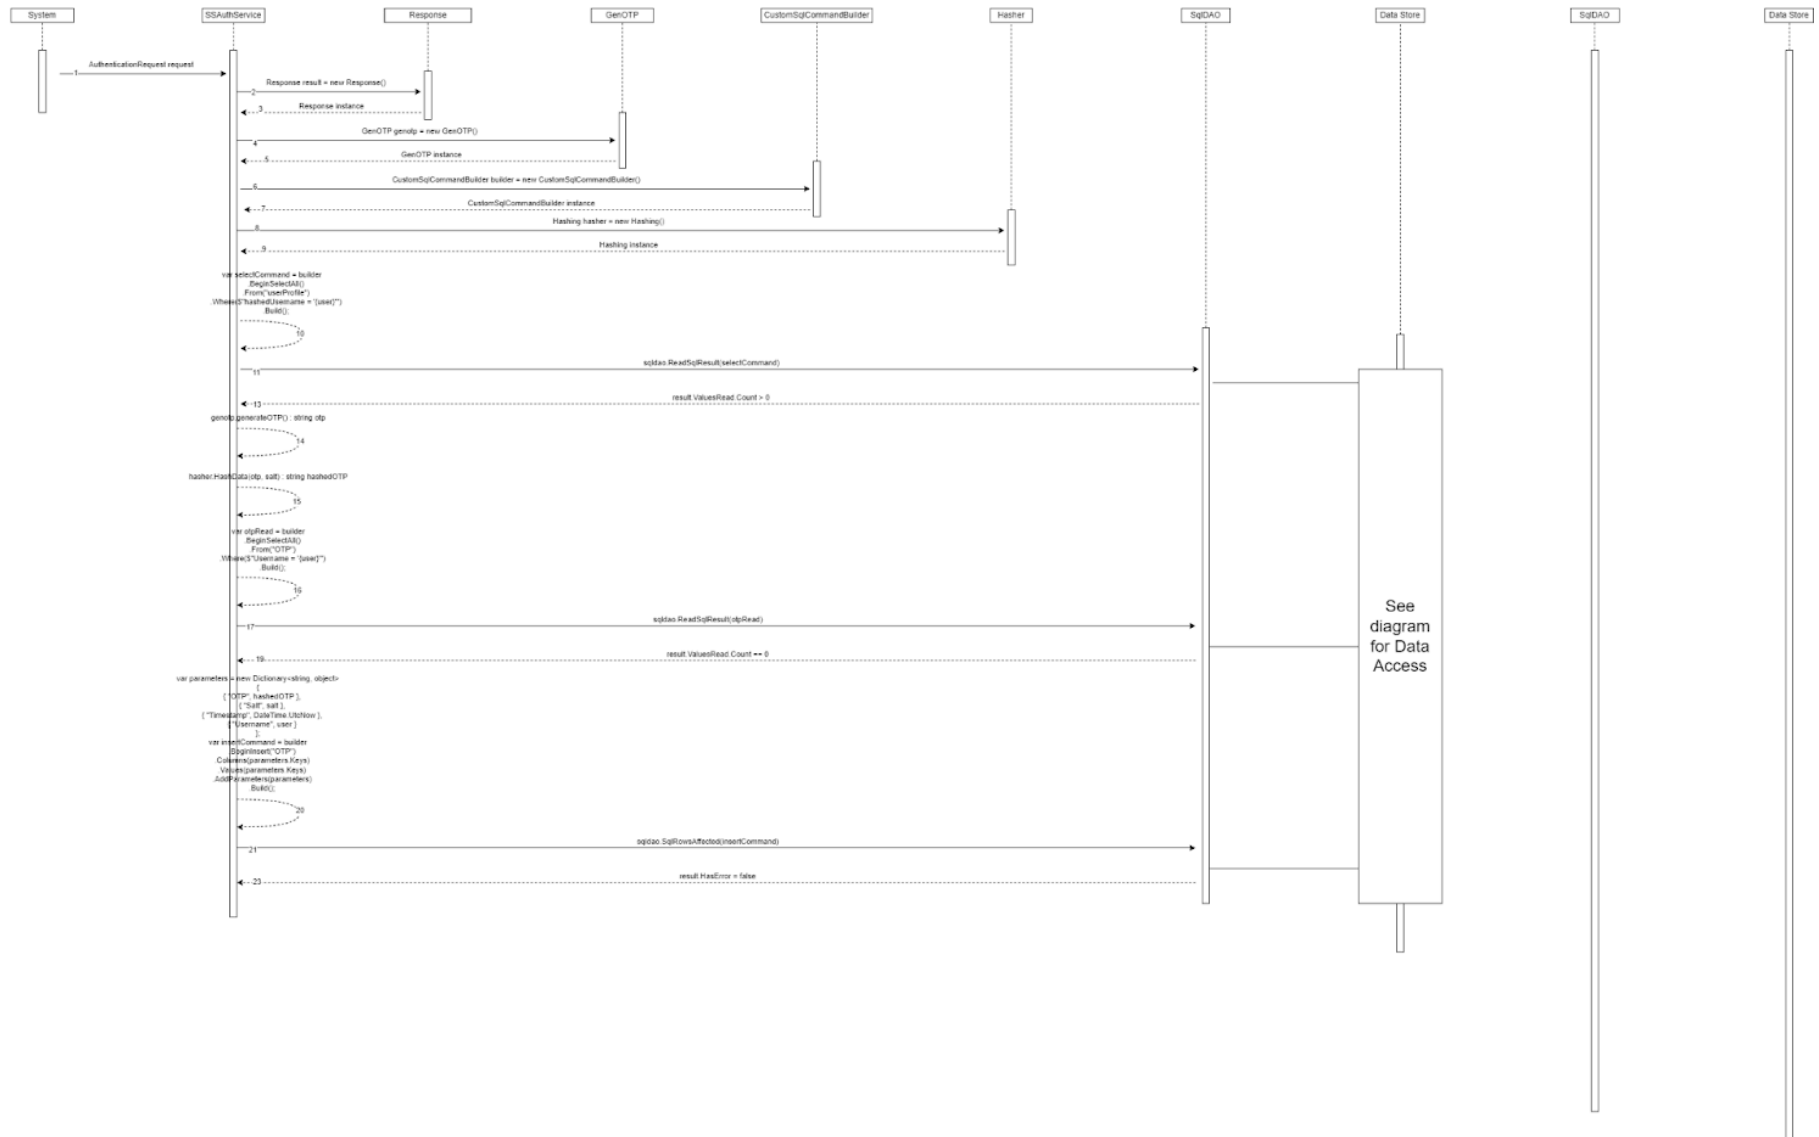 System
SSAuthService
Response
GenOTP
CustomSqlCommandBuilder
Hasher
SqlDAO
Data Store
SqlDAO
Data Store
AuthenticationRequest request
1
Response result = new Response()
2
Response instance
3
GenOTP genotp = new GenOTP()
4
GenOTP instance
5
CustomSqlCommandBuilder builder = new CustomSqlCommandBuilder()
6
CustomSqlCommandBuilder instance
7
Hashing hasher = new Hashing()
8
Hashing instance
9
var selectCommand = builder
.BeginSelectAll()
.From("userProfile")
.Where($"hashedUsername = '{user}'")
.Build();
10
sqldao.ReadSqlResult(selectCommand)
11
result.ValuesRead.Count > 0
13
genotp.generateOTP() : string otp
14
hasher.HashData(otp, salt) : string hashedOTP
15
var otpRead = builder
.BeginSelectAll()
.From("OTP")
.Where($"Username = '{user}'")
.Build();
16
See
diagram
for Data
Access
sqldao.ReadSqlResult(otpRead)
17
result.ValuesRead.Count == 0
19
var parameters = new Dictionary<string, object>
{
{ "OTP", hashedOTP },
{ "Salt", salt },
{ "Timestamp", DateTime.UtcNow },
{ "Username", user }
};
var insertCommand = builder
.BeginInsert("OTP")
.Columns(parameters.Keys)
.Values(parameters.Keys)
.AddParameters(parameters)
.Build();
20
sqldao.SqlRowsAffected(insertCommand)
21
result.HasError = false
23